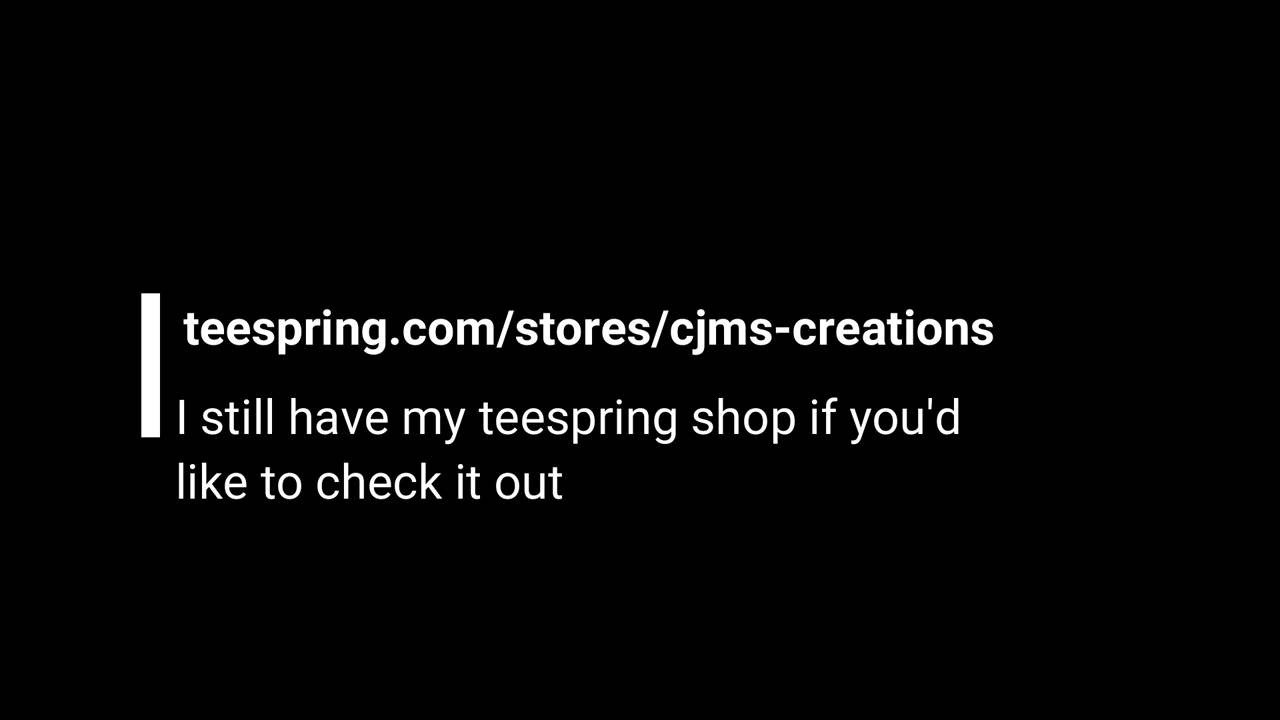 teespring.com/stores/cjms-creations
I still have my teespring shop if you'd
like to check it out